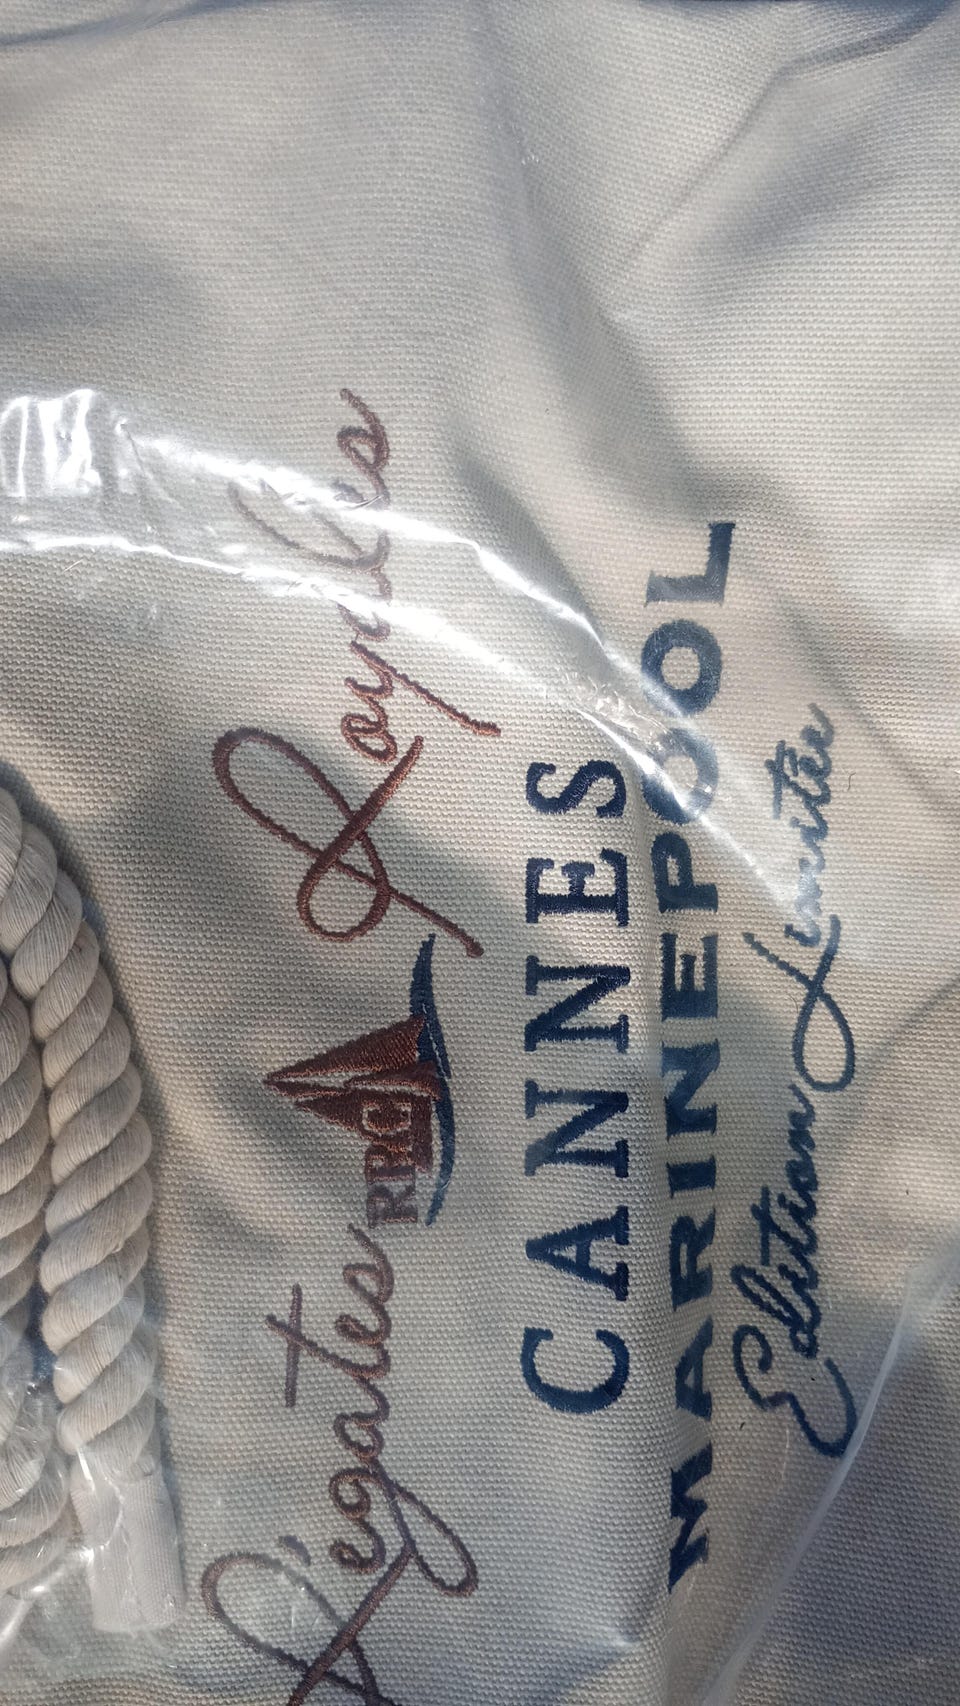 Régates Royales
RPC
CANNES
MARINEPOOL
Edition Limitée